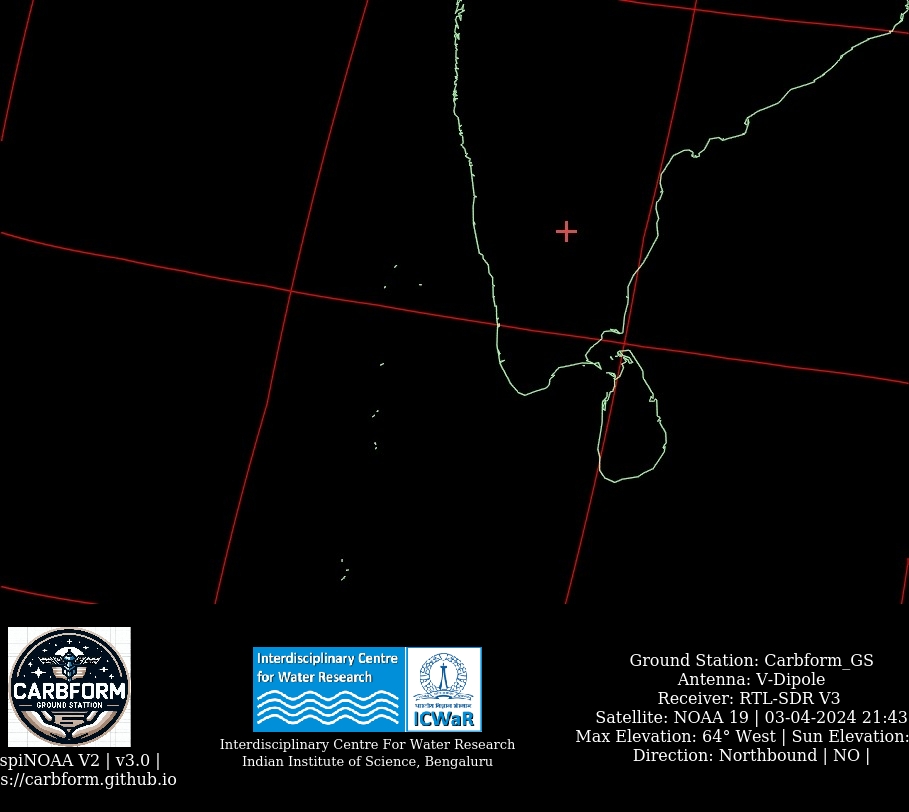 CARBFORM
GROUND STATION
spiNOAA V2 | v3.0 |
s://carbform.github.io
Interdisciplinary Centre
for Water Research
ICWaR
Interdisciplinary Centre For Water Research
Indian Institute of Science, Bengaluru
Ground Station: Carbform_GS
Antenna: V-Dipole
Receiver: RTL-SDR V3
Satellite: NOAA 19 | 03-04-2024 21:43
Max Elevation: 64° West | Sun Elevation:
Direction: Northbound | NO |